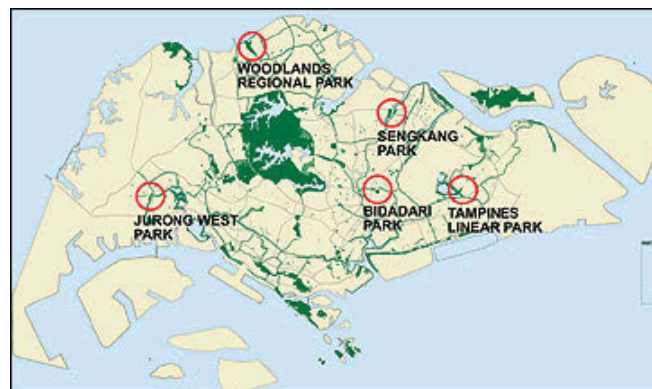 WOODLANDS
REGIONAL PARK
SENGKANG
PARK
JURONG WEST
PARK
BIDADARI
PARK
TAMPINES
LINEAR PARK